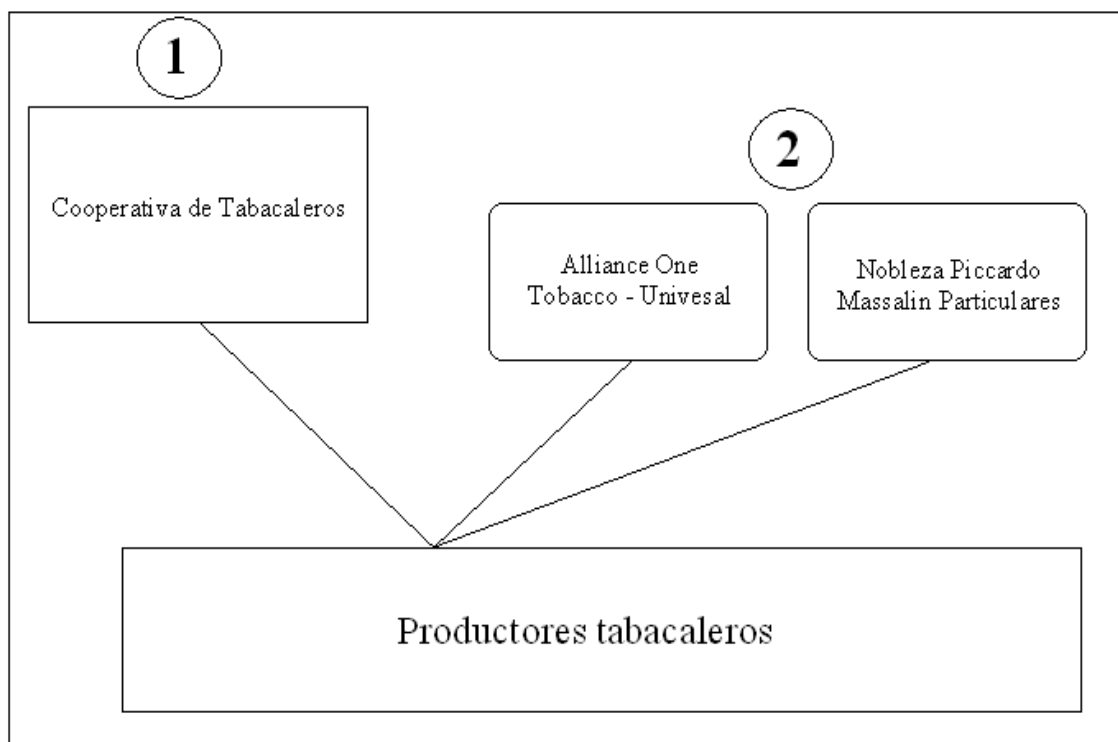 1
Cooperativa de Tabacaleros
2
Alliance One
Tobacco - Univesal
Nobleza Piccardo
Massalin Particulares
Productores tabacaleros